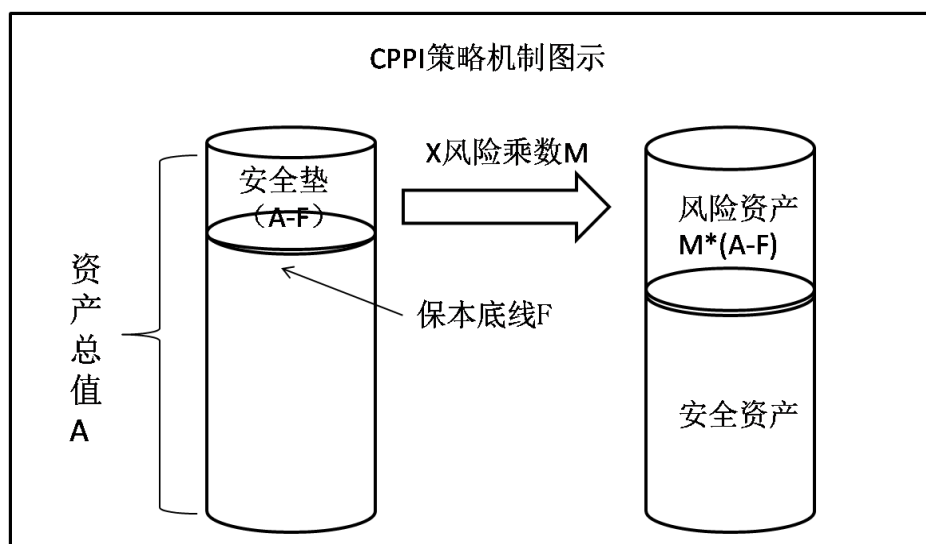 CPPI策略机制图示
安全垫
（A-F）
X风险乘数M
风险资产
M*(A-F)
资
产
总
值
A
保本底线F
安全资产